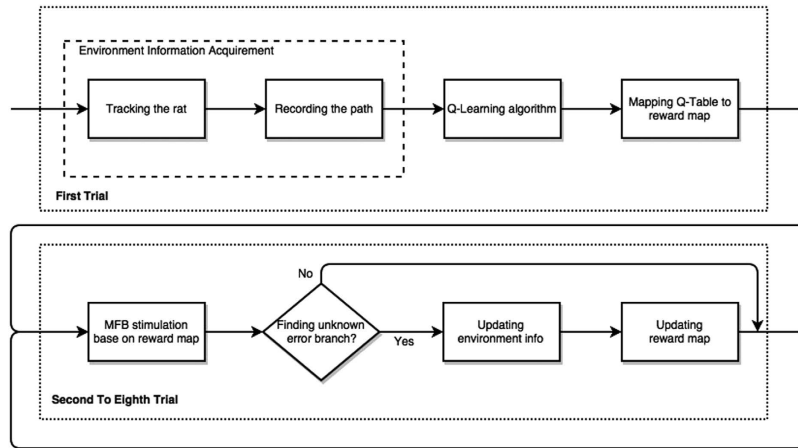 Environment Information Acquirement
Tracking the rat
Recording the path
Q-Learning algorithm
Mapping Q-Table to
reward map
First Trial
No
MFB stimulation
base on reward map
Finding unknown
error branch?
Yes
Updating
environment info
Updating
reward map
Second To Eighth Trial